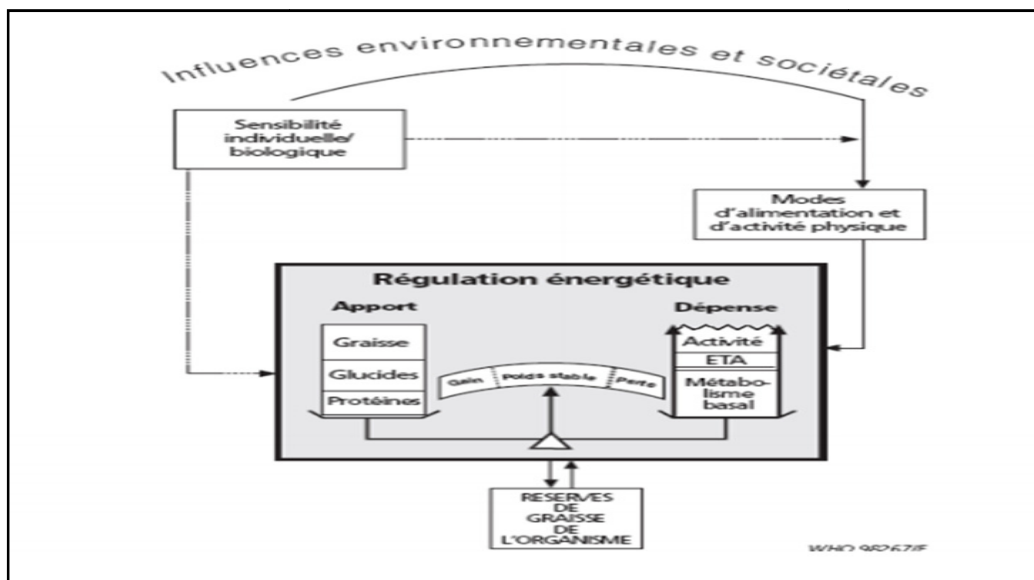 Influences environnementales et sociétales
Sensibilité
individuelle/
biologique
Modes
d'alimentation et
d'activité physique
Régulation énergétique
Apport
Dépense
Graisse
Glucides
Protéines
Gain
Poids stable
Perte
Activité
ETA
Métabo-
lisme
basal
RESERVES
DE
GRAISSE
DE
L'ORGANISME
WHO 98267/F